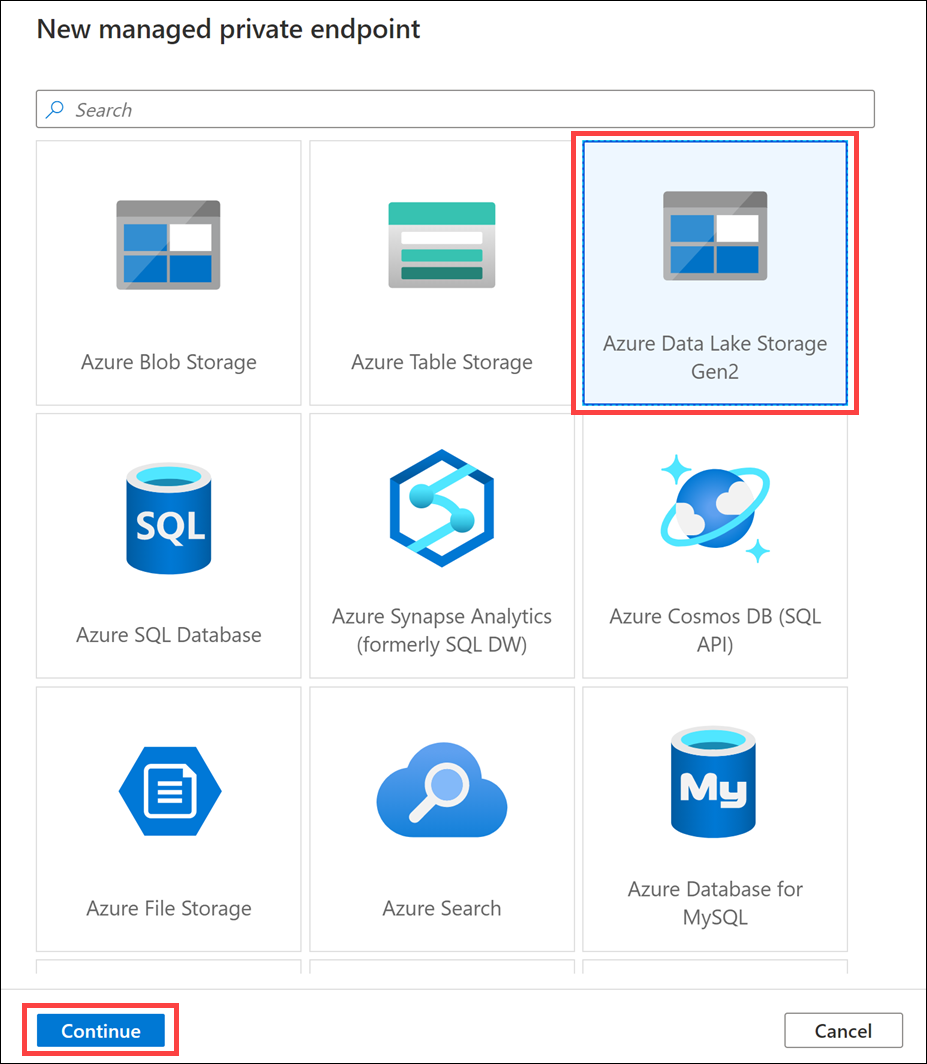 New managed private endpoint
Search
Azure Blob Storage
Azure Table Storage
Azure Data Lake Storage
Gen2
SQL
Azure SQL Database
Azure Synapse Analytics
(formerly SQL DW)
Azure Cosmos DB (SQL
API)
Azure File Storage
Azure Search
My
Azure Database for
MySQL
Continue
Cancel